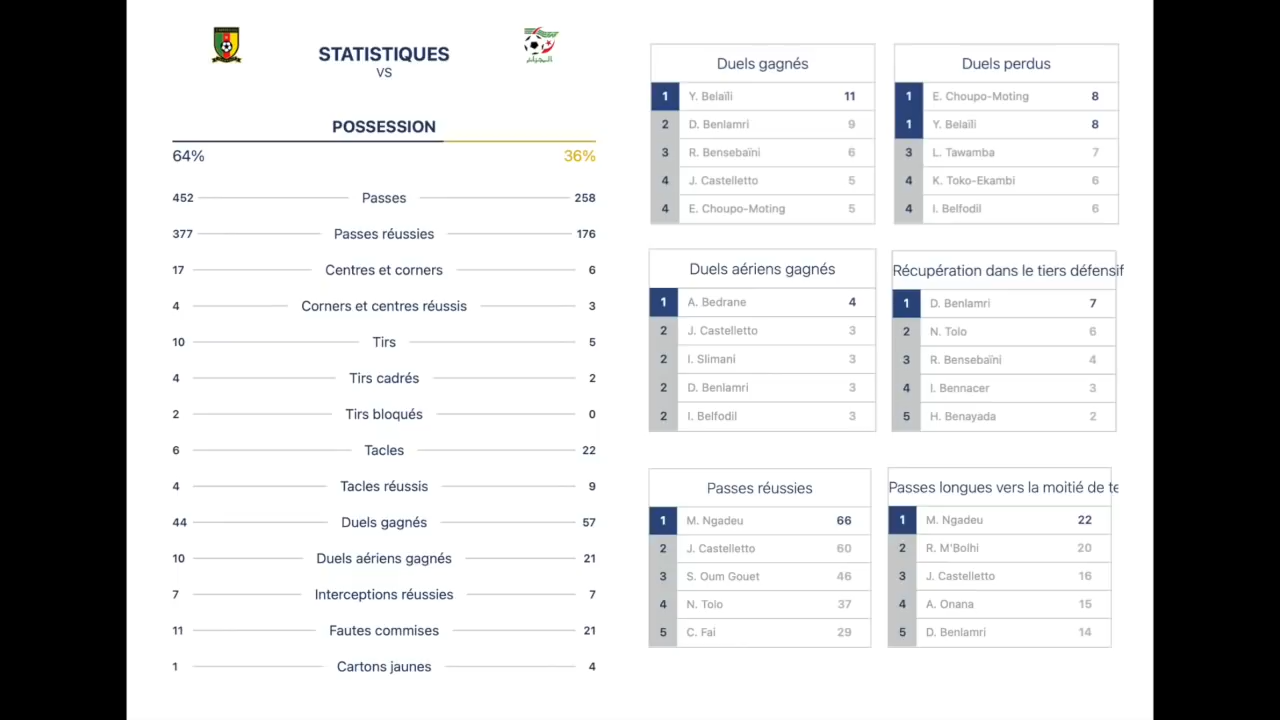 STATISTIQUES
VS
POSSESSION
64% 36%
452 Passes 258
377 Passes réussies 176
17 Centres et corners 6
4 Corners et centres réussis 3
10 Tirs 5
4 Tirs cadrés 2
2 Tirs bloqués 0
6 Tacles 22
4 Tacles réussis 9
44 Duels gagnés 57
10 Duels aériens gagnés 21
7 Interceptions réussies 7
11 Fautes commises 21
1 Cartons jaunes 4
Duels gagnés
1 Y. Belaïli 11
2 D. Benlamri 9
3 R. Bensebaïni 6
4 J. Castelletto 5
4 E. Choupo-Moting 5
Duels perdus
1 E. Choupo-Moting 8
1 Y. Belaïli 8
3 L. Tawamba 7
4 K. Toko-Ekambi 6
4 I. Belfodil 6
Duels aériens gagnés
1 A. Bedrane 4
2 J. Castelletto 3
2 I. Slimani 3
2 D. Benlamri 3
2 I. Belfodil 3
Récupération dans le tiers défensif
1 D. Benlamri 7
2 N. Tolo 6
3 R. Bensebaïni 4
4 I. Bennacer 3
5 H. Benayada 2
Passes réussies
1 M. Ngadeu 66
2 J. Castelletto 60
3 S. Oum Gouet 46
4 N. Tolo 37
5 C. Fai 29
Passes longues vers la moitié de te
1 M. Ngadeu 22
2 R. M'Bolhi 20
3 J. Castelletto 16
4 A. Onana 15
5 D. Benlamri 14